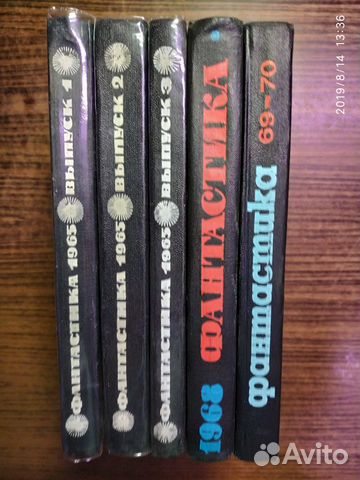 2019/8/14 13:36
ФАНТАСТИКА 1965 ВЫПУСК 1
ФАНТАСТИКА 1965 ВЫПУСК 2
ФАНТАСТИКА 1965 ВЫПУСК 3
1968 ФАНТАСТИКА
фантастика 69-70
Avito